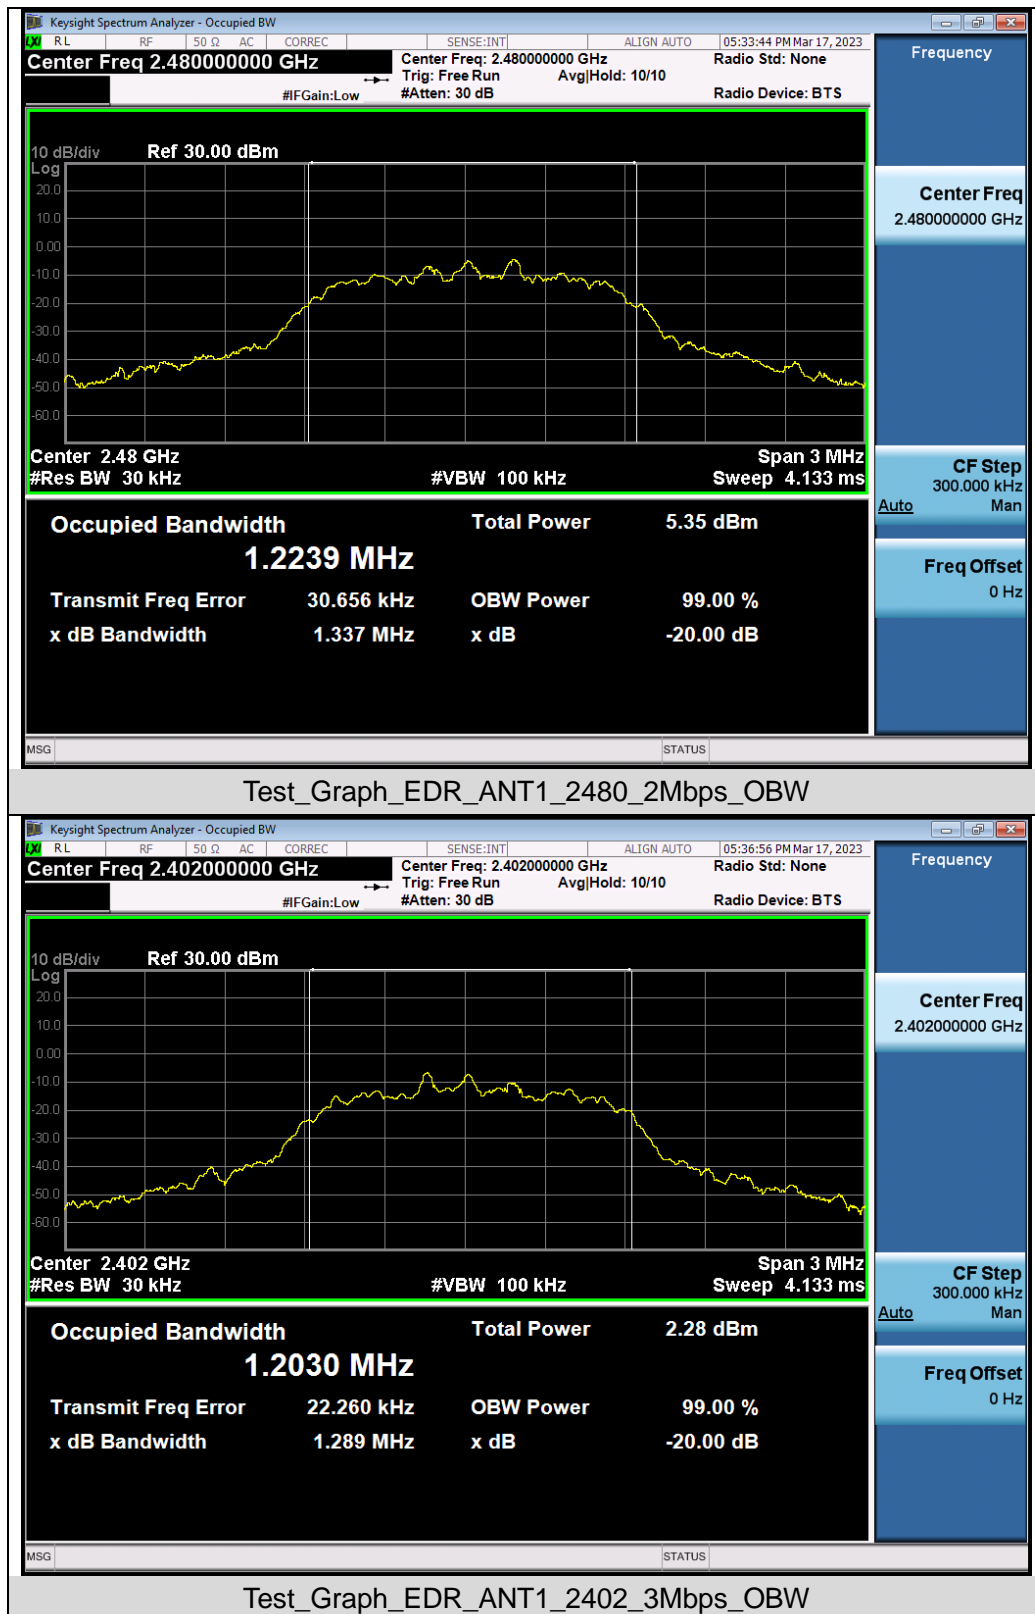 Keysight Spectrum Analyzer - Occupied BW
LXI RL RF 50 Ω AC CORREC SENSE:INT ALIGN AUTO 05:33:44 PM Mar 17, 2023
Center Freq 2.480000000 GHz Center Freq: 2.480000000 GHz Radio Std: None
Trig: Free Run Avg|Hold: 10/10
#IFGain:Low #Atten: 30 dB Radio Device: BTS
Frequency
10 dB/div Ref 30.00 dBm
Log
20.0
10.0
0.00
-10.0
-20.0
-30.0
-40.0
-50.0
-60.0
Center 2.48 GHz Span 3 MHz
#Res BW 30 kHz #VBW 100 kHz Sweep 4.133 ms
Center Freq
2.480000000 GHz
CF Step
300.000 kHz
Auto Man
Freq Offset
0 Hz
Occupied Bandwidth Total Power 5.35 dBm
1.2239 MHz
Transmit Freq Error 30.656 kHz OBW Power 99.00 %
x dB Bandwidth 1.337 MHz x dB -20.00 dB
MSG STATUS
Test_Graph_EDR_ANT1_2480_2Mbps_OBW
Keysight Spectrum Analyzer - Occupied BW
LXI RL RF 50 Ω AC CORREC SENSE:INT ALIGN AUTO 05:36:56 PM Mar 17, 2023
Center Freq 2.402000000 GHz Center Freq: 2.402000000 GHz Radio Std: None
Trig: Free Run Avg|Hold: 10/10
#IFGain:Low #Atten: 30 dB Radio Device: BTS
Frequency
10 dB/div Ref 30.00 dBm
Log
20.0
10.0
0.00
-10.0
-20.0
-30.0
-40.0
-50.0
-60.0
Center 2.402 GHz Span 3 MHz
#Res BW 30 kHz #VBW 100 kHz Sweep 4.133 ms
Center Freq
2.402000000 GHz
CF Step
300.000 kHz
Auto Man
Freq Offset
0 Hz
Occupied Bandwidth Total Power 2.28 dBm
1.2030 MHz
Transmit Freq Error 22.260 kHz OBW Power 99.00 %
x dB Bandwidth 1.289 MHz x dB -20.00 dB
MSG STATUS
Test_Graph_EDR_ANT1_2402_3Mbps_OBW